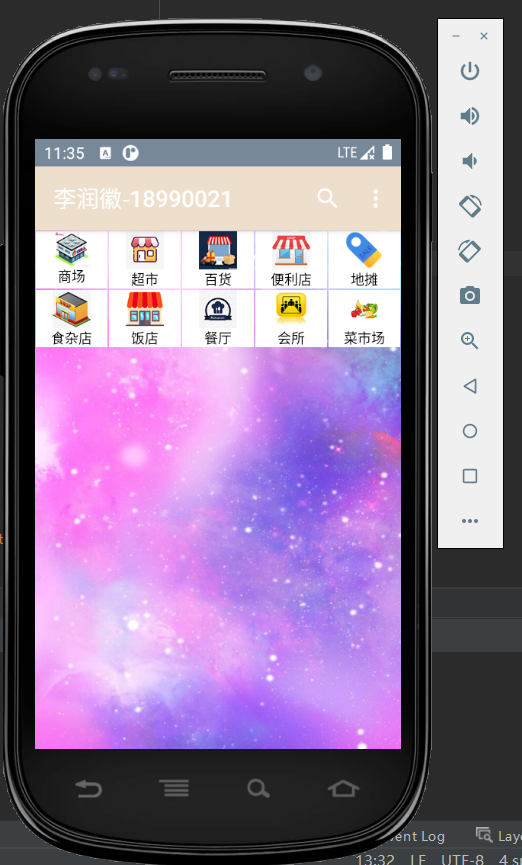 11:35 A LTE
李润徽-18990021
商场 超市 百货 便利店 地摊
食杂店 饭店 餐厅 会所 菜市场
ent Log Layo
13:32 LF UTF-8 4 s